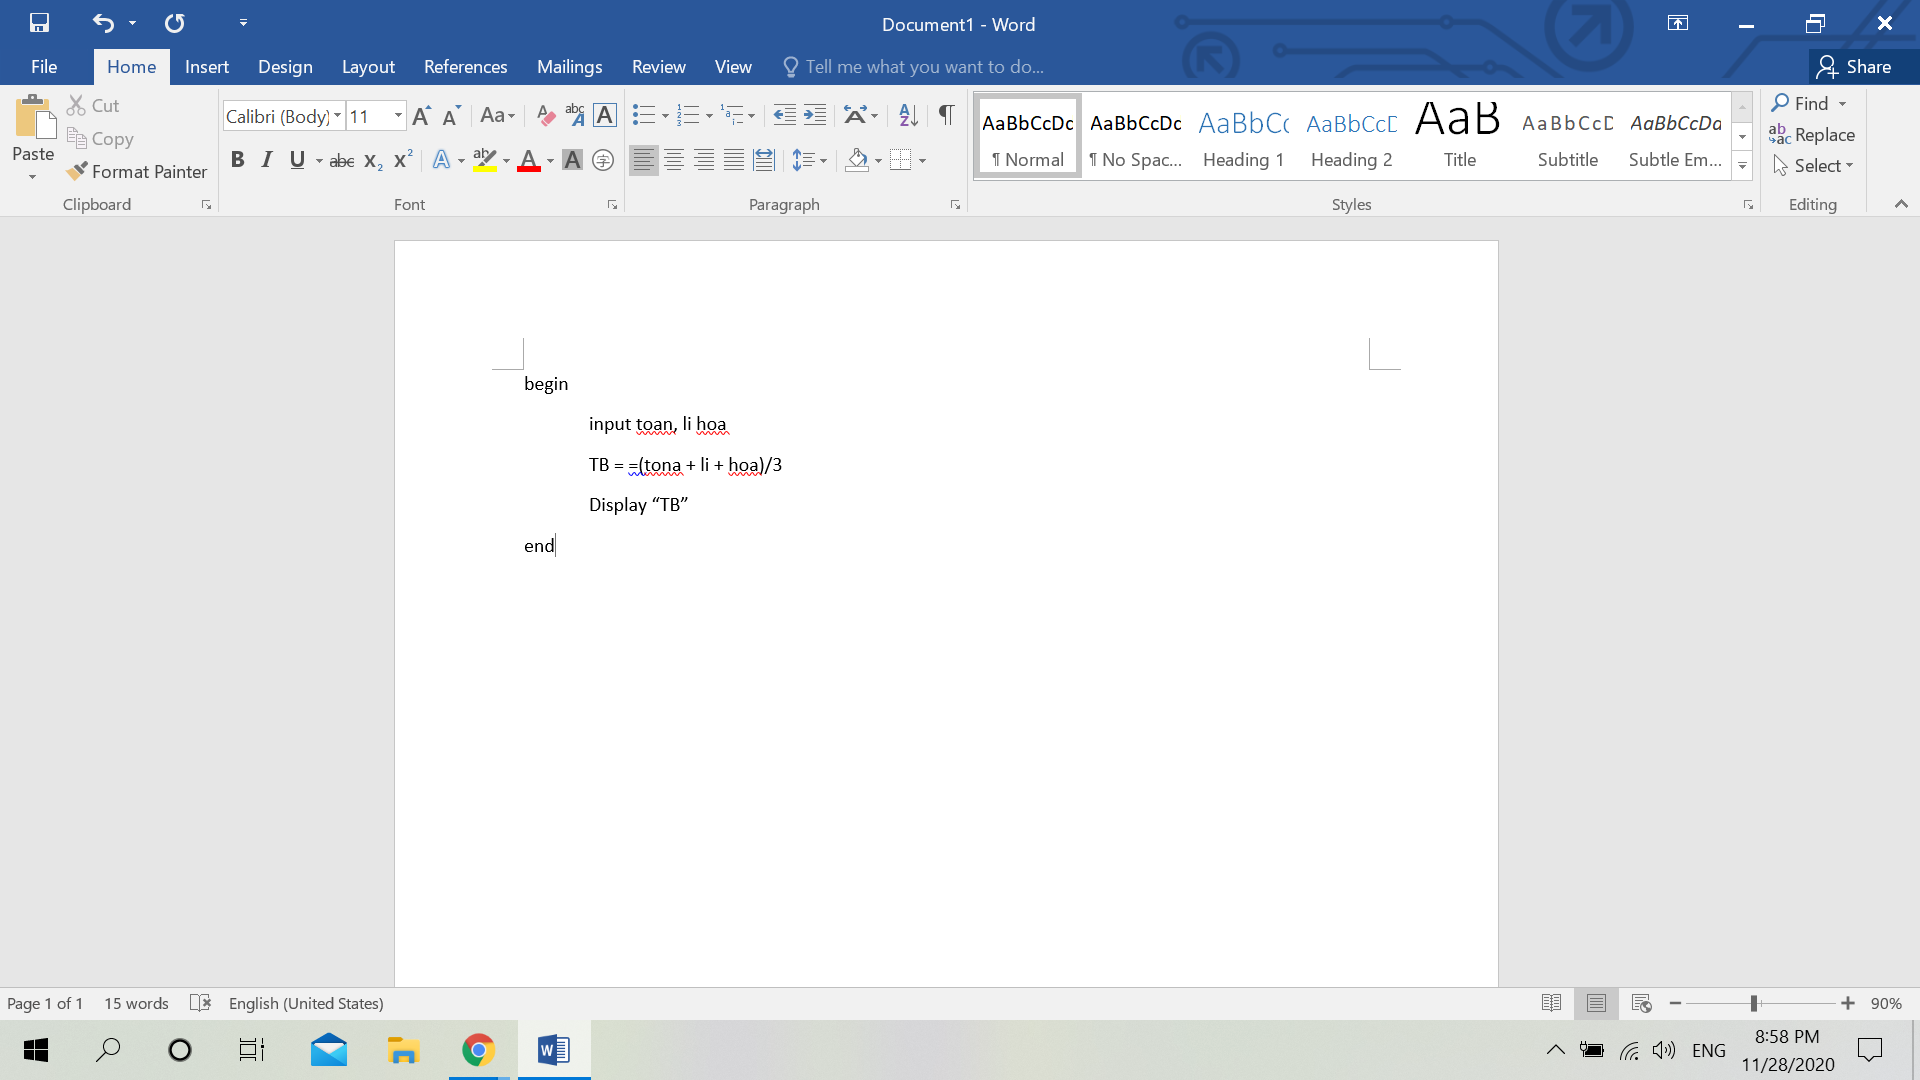 Document1 - Word
File Home Insert Design Layout References Mailings Review View Tell me what you want to do... Share
Paste
Cut
Copy
Format Painter
Clipboard
Calibri (Body) 11
Font
Paragraph
AaBbCcDc AaBbCcDc AaBbCc AaBbCcD AaB AaBbCcD AaBbCcDa
¶ Normal ¶ No Spac... Heading 1 Heading 2 Title Subtitle Subtle Em...
Styles
Find
Replace
Select
Editing
begin
input toan, li hoa
TB = =(tona + li + hoa)/3
Display “TB”
end
Page 1 of 1 15 words English (United States) 90%
ENG
8:58 PM
11/28/2020